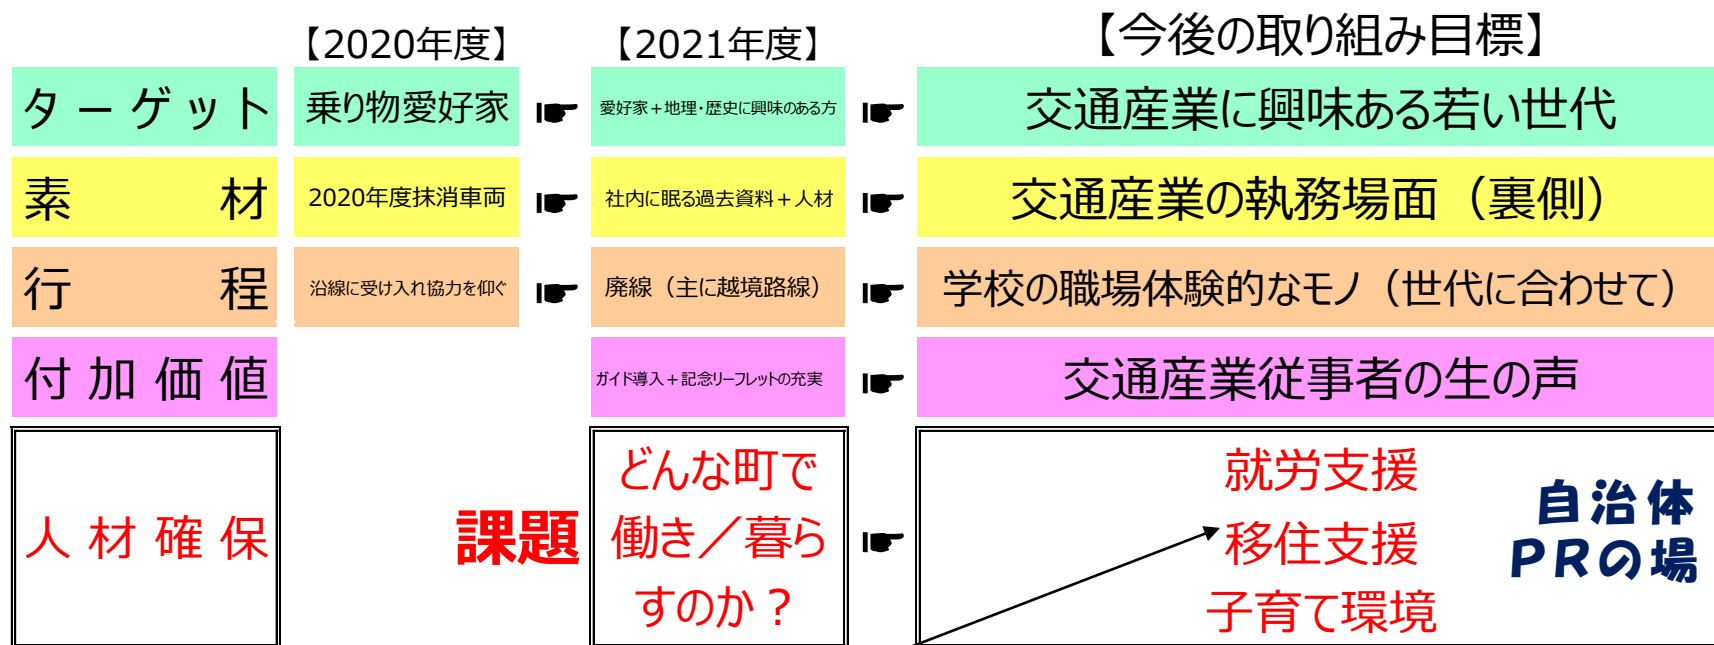 【2020年度】 【2021年度】 【今後の取り組み目標】
ターゲット 乗り物愛好家 ☛ 愛好家+地理・歴史に興味のある方 ☛ 交通産業に興味ある若い世代
素材 2020年度抹消車両 ☛ 社内に眠る過去資料+人材 ☛ 交通産業の執務場面（裏側）
行程 沿線に受け入れ協力を仰ぐ ☛ 廃線（主に越境路線） ☛ 学校の職場体験的なモノ（世代に合わせて）
付加価値 ガイド導入+記念リーフレットの充実 ☛ 交通産業従事者の生の声
人材確保 課題
どんな町で
働き／暮ら
すのか？
☛
就労支援
移住支援
子育て環境
自治体
PRの場